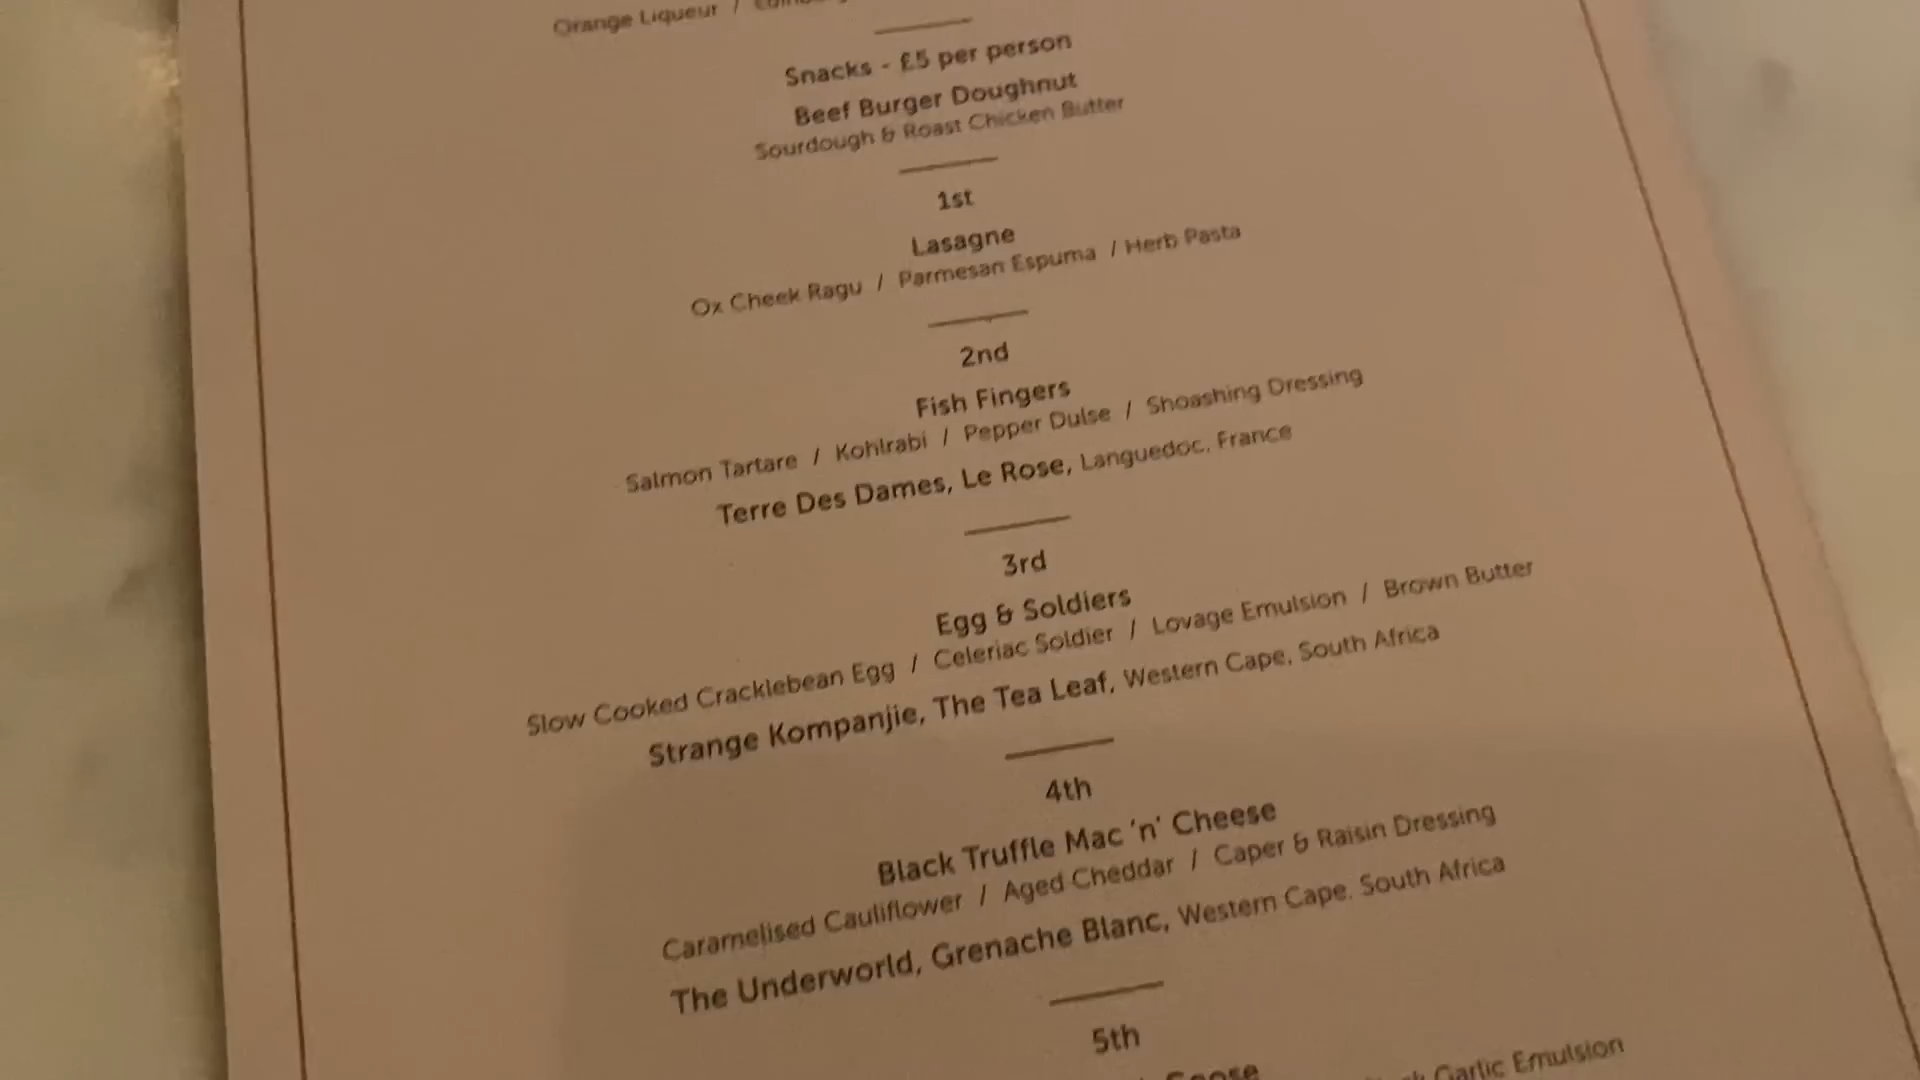 Orange Liqueur /
Snacks - £5 per person
Beef Burger Doughnut
Sourdough & Roast Chicken Butter
1st
Lasagne
Ox Cheek Ragu / Parmesan Espuma / Herb Pasta
2nd
Fish Fingers
Salmon Tartare / Kohlrabi / Pepper Dulse / Shoashing Dressing
Terre Des Dames, Le Rose, Languedoc, France
3rd
Egg & Soldiers
Slow Cooked Cracklebean Egg / Celeriac Soldier / Lovage Emulsion / Brown Butter
Strange Kompanjie, The Tea Leaf, Western Cape, South Africa
4th
Black Truffle Mac 'n' Cheese
Caramelised Cauliflower / Aged Cheddar / Caper & Raisin Dressing
The Underworld, Grenache Blanc, Western Cape, South Africa
5th
Goose
Garlic Emulsion